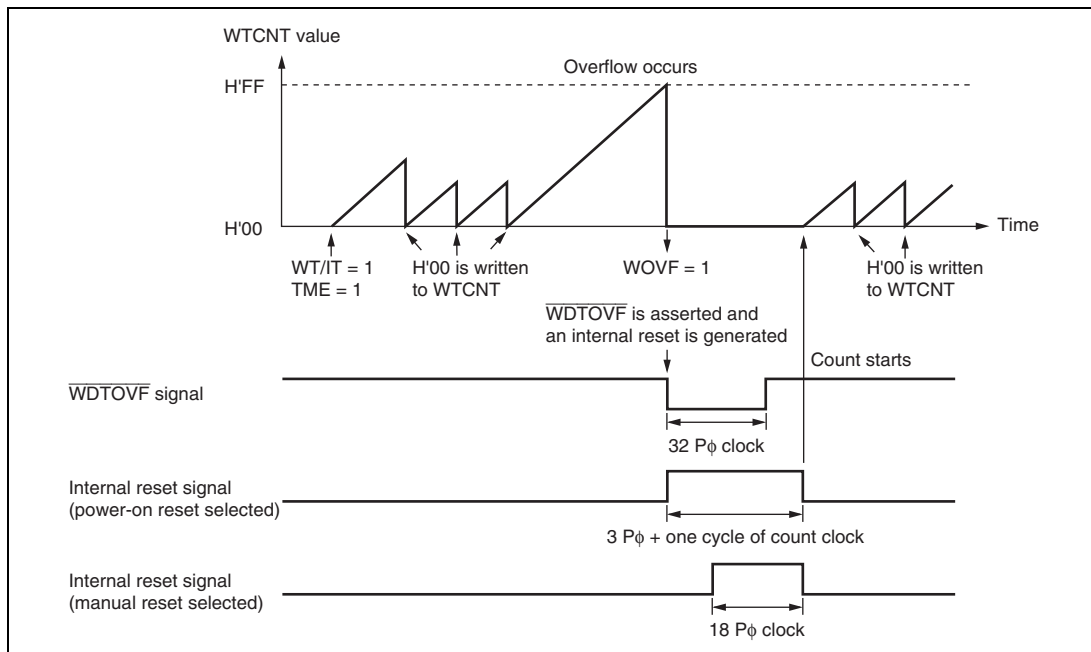 WTCNT value
Overflow occurs
H'FF
H'00
Time
WT/IT = 1
TME = 1
H'00 is written
to WTCNT
WOVF = 1
H'00 is written
to WTCNT
WDTOVF is asserted and
an internal reset is generated
Count starts
WDTOVF signal
32 Pϕ clock
Internal reset signal
(power-on reset selected)
3 Pϕ + one cycle of count clock
Internal reset signal
(manual reset selected)
18 Pϕ clock